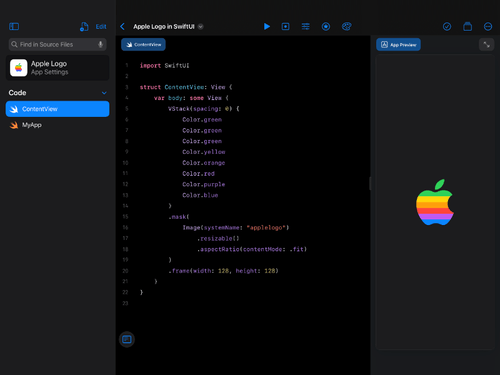 Edit
Find in Source Files
Apple Logo
App Settings
Code
ContentView
MyApp
Apple Logo in SwiftUI
ContentView
1 import SwiftUI
2
3 struct ContentView: View {
4 var body: some View {
5 VStack(spacing: 0) {
6 Color.green
7 Color.green
8 Color.green
9 Color.yellow
10 Color.orange
11 Color.red
12 Color.purple
13 Color.blue
14 }
15 .mask(
16 Image(systemName: "applelogo")
17 .resizable()
18 .aspectRatio(contentMode: .fit)
19 )
20 .frame(width: 128, height: 128)
21 }
22 }
23
App Preview